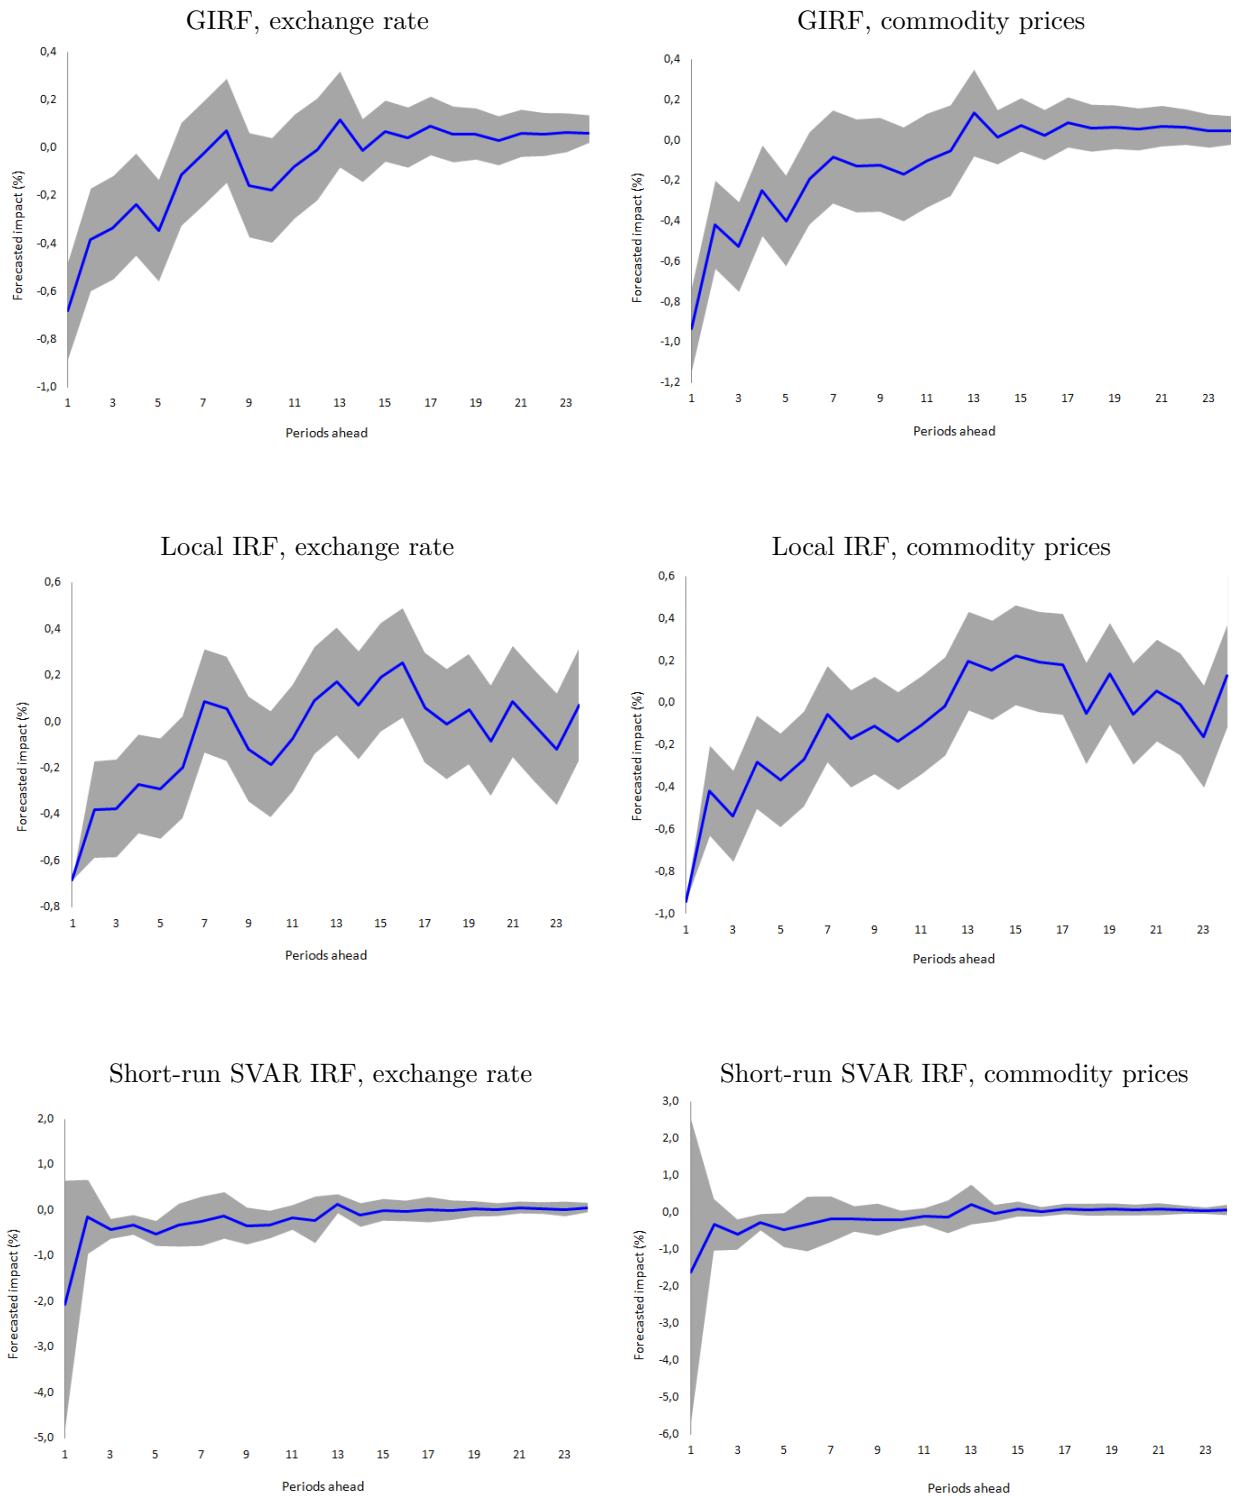 GIRF, exchange rate
0,4
0,2
0,0
-0,2
-0,4
-0,6
-0,8
-1,0
Forecasted impact (%)
1 3 5 7 9 11 13 15 17 19 21 23
Periods ahead
GIRF, commodity prices
0,4
0,2
0,0
-0,2
-0,4
-0,6
-0,8
-1,0
-1,2
Forecasted impact (%)
1 3 5 7 9 11 13 15 17 19 21 23
Periods ahead
Local IRF, exchange rate
0,6
0,4
0,2
0,0
-0,2
-0,4
-0,6
-0,8
Forecasted impact (%)
1 3 5 7 9 11 13 15 17 19 21 23
Periods ahead
Local IRF, commodity prices
0,6
0,4
0,2
0,0
-0,2
-0,4
-0,6
-0,8
-1,0
Forecasted impact (%)
1 3 5 7 9 11 13 15 17 19 21 23
Periods ahead
Short-run SVAR IRF, exchange rate
2,0
1,0
0,0
-1,0
-2,0
-3,0
-4,0
-5,0
Forecasted impact (%)
1 3 5 7 9 11 13 15 17 19 21 23
Periods ahead
Short-run SVAR IRF, commodity prices
3,0
2,0
1,0
0,0
-1,0
-2,0
-3,0
-4,0
-5,0
-6,0
Forecasted impact (%)
1 3 5 7 9 11 13 15 17 19 21 23
Periods ahead